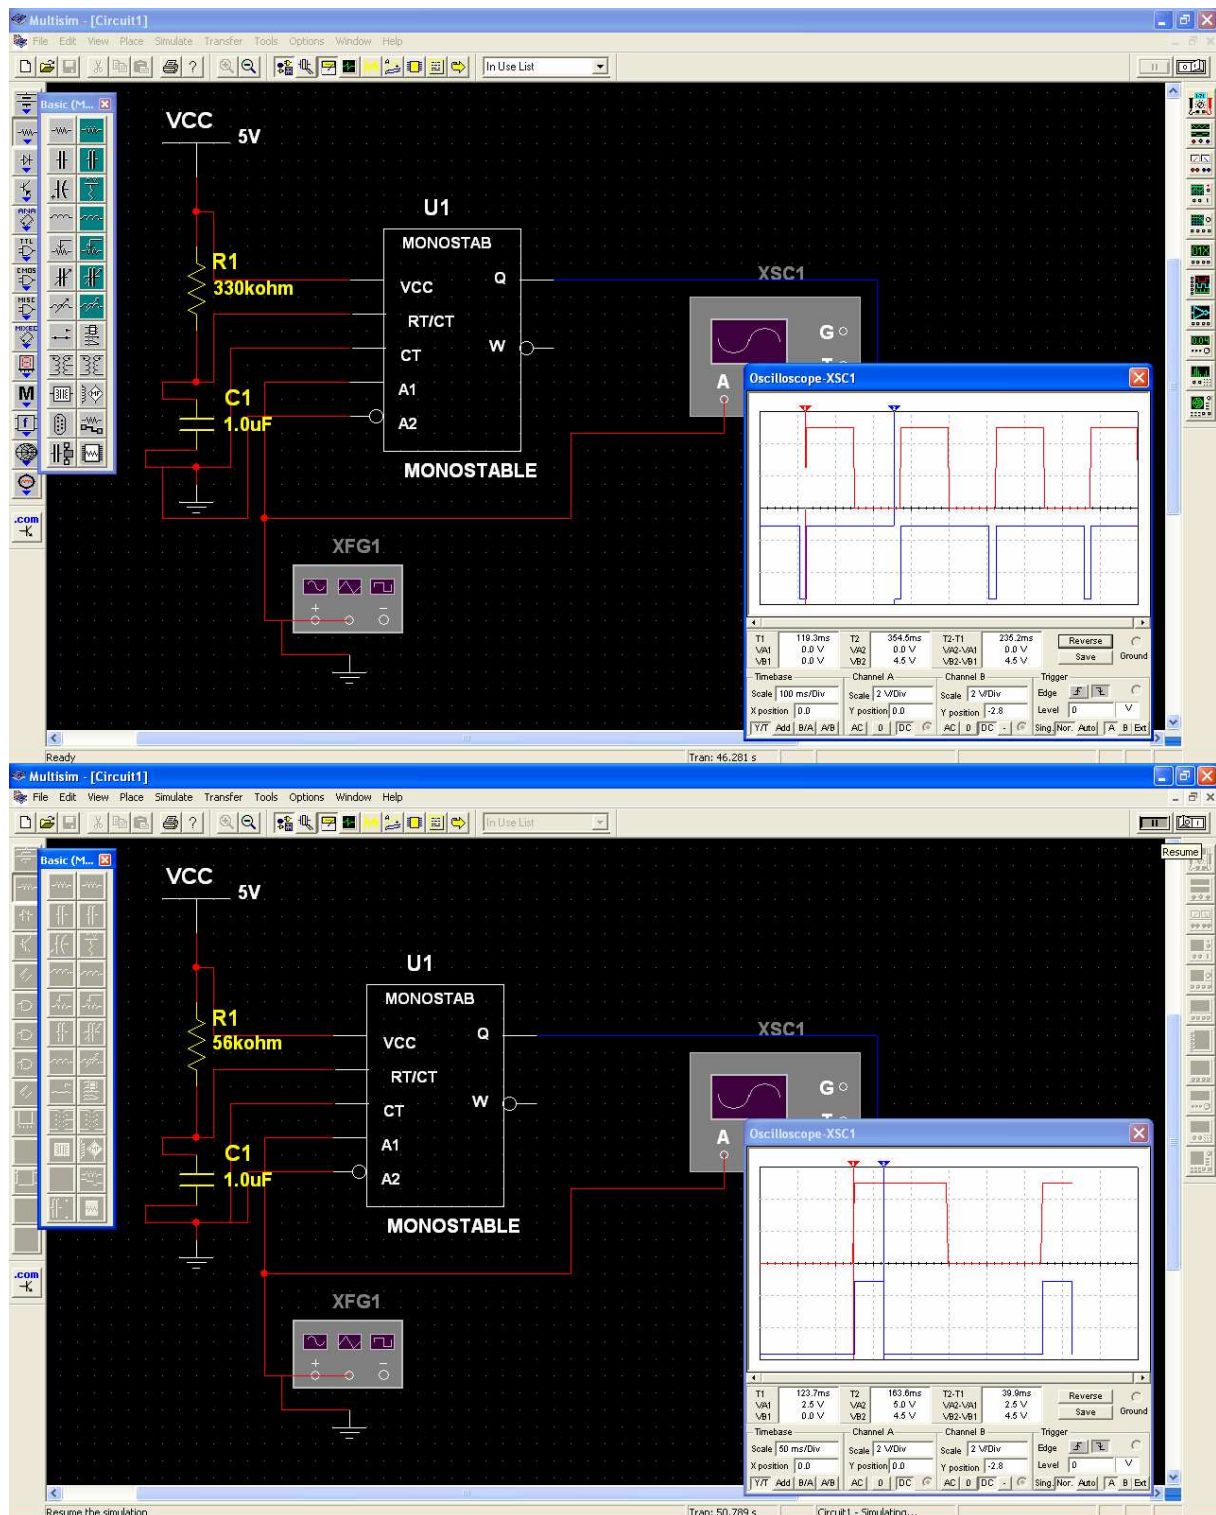 Multisim - [Circuit1]
File Edit View Place Simulate Transfer Tools Options Window Help
In Use List
Basic (M...
VCC
5V
U1
MONOSTAB
R1
330kohm
VCC
Q
XSC1
RT/CT
G
CT
W
T
A1
A
C1
1.0uF
A2
MONOSTABLE
XFG1
ANA
TTL
CMOS
MISC
MIXED
M
.com
Oscilloscope-XSC1
T1 119.3ms T2 354.5ms T2-T1 235.2ms Reverse
VA1 0.0 V VA2 0.0 V VA2-VA1 0.0 V
VB1 0.0 V VB2 4.5 V VB2-VB1 4.5 V Save Ground
Timebase Channel A Channel B Trigger
Scale 100 ms/Div Scale 2 V/Div Scale 2 V/Div Edge
X position 0.0 Y position 0.0 Y position -2.8 Level 0 V
Y/T Add B/A A/B AC 0 DC AC 0 DC - Sing. Nor. Auto A B Ext
Ready Tran: 46.281 s
Multisim - [Circuit1]
File Edit View Place Simulate Transfer Tools Options Window Help
In Use List
Resume
Basic (M...
VCC
5V
U1
MONOSTAB
R1
56kohm
VCC
Q
XSC1
RT/CT
G
CT
W
T
A1
A
C1
1.0uF
A2
MONOSTABLE
XFG1
.com
Oscilloscope-XSC1
T1 123.7ms T2 163.6ms T2-T1 39.9ms Reverse
VA1 2.5 V VA2 5.0 V VA2-VA1 2.5 V
VB1 0.0 V VB2 4.5 V VB2-VB1 4.5 V Save Ground
Timebase Channel A Channel B Trigger
Scale 50 ms/Div Scale 2 V/Div Scale 2 V/Div Edge
X position 0.0 Y position 0.0 Y position -2.8 Level 0 V
Y/T Add B/A A/B AC 0 DC AC 0 DC - Sing. Nor. Auto A B Ext
Resume the simulation Tran: 50.789 s Circuit1 - Simulating...